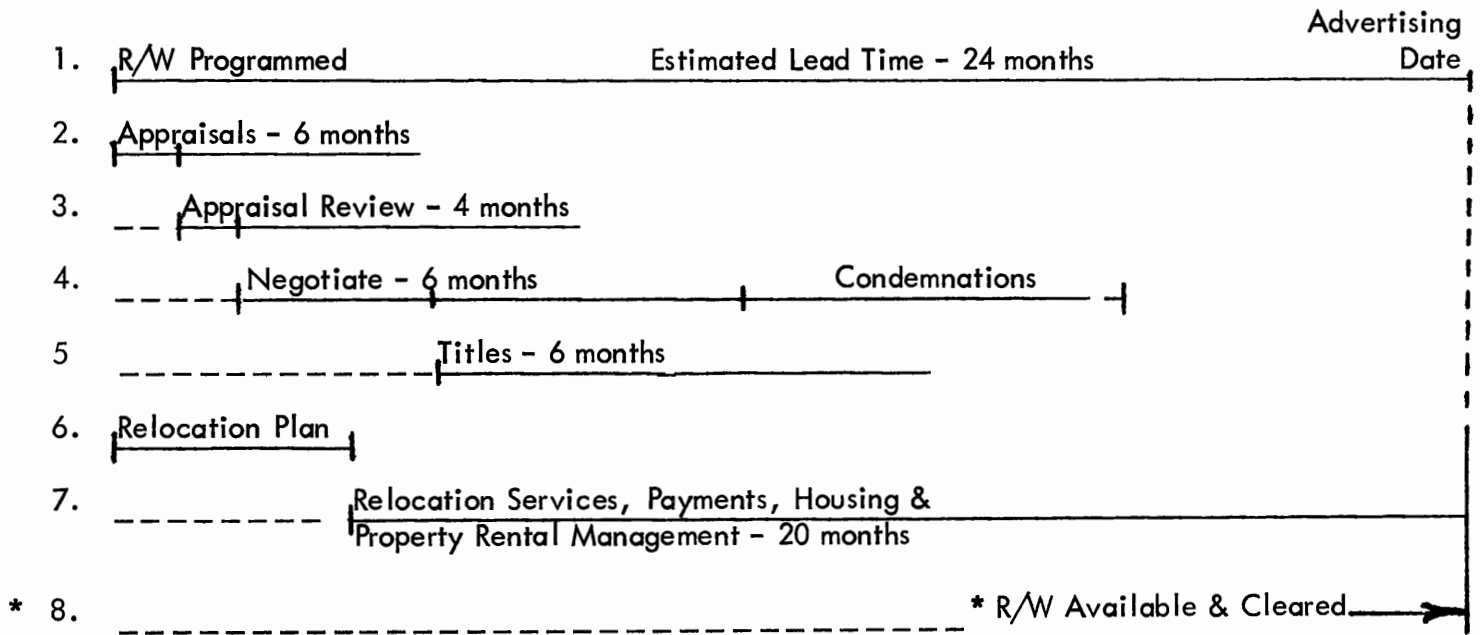 Advertising
1. R/W Programmed Estimated Lead Time - 24 months Date
2. Appraisals - 6 months
3. Appraisal Review - 4 months
4. Negotiate - 6 months Condemnations
5 Titles - 6 months
6. Relocation Plan
7. Relocation Services, Payments, Housing &
Property Rental Management - 20 months
* 8. * R/W Available & Cleared